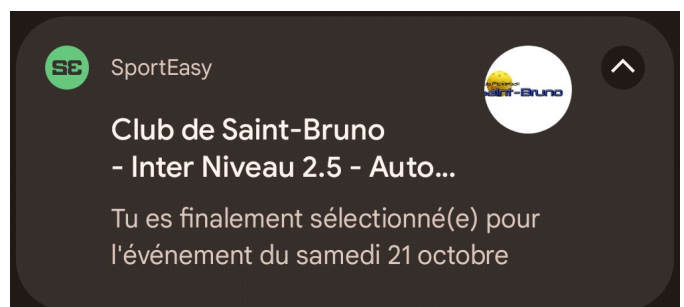 SE
SportEasy
Saint-Bruno
Club de Saint-Bruno
- Inter Niveau 2.5 - Auto...
Tu es finalement sélectionné(e) pour
l'événement du samedi 21 octobre